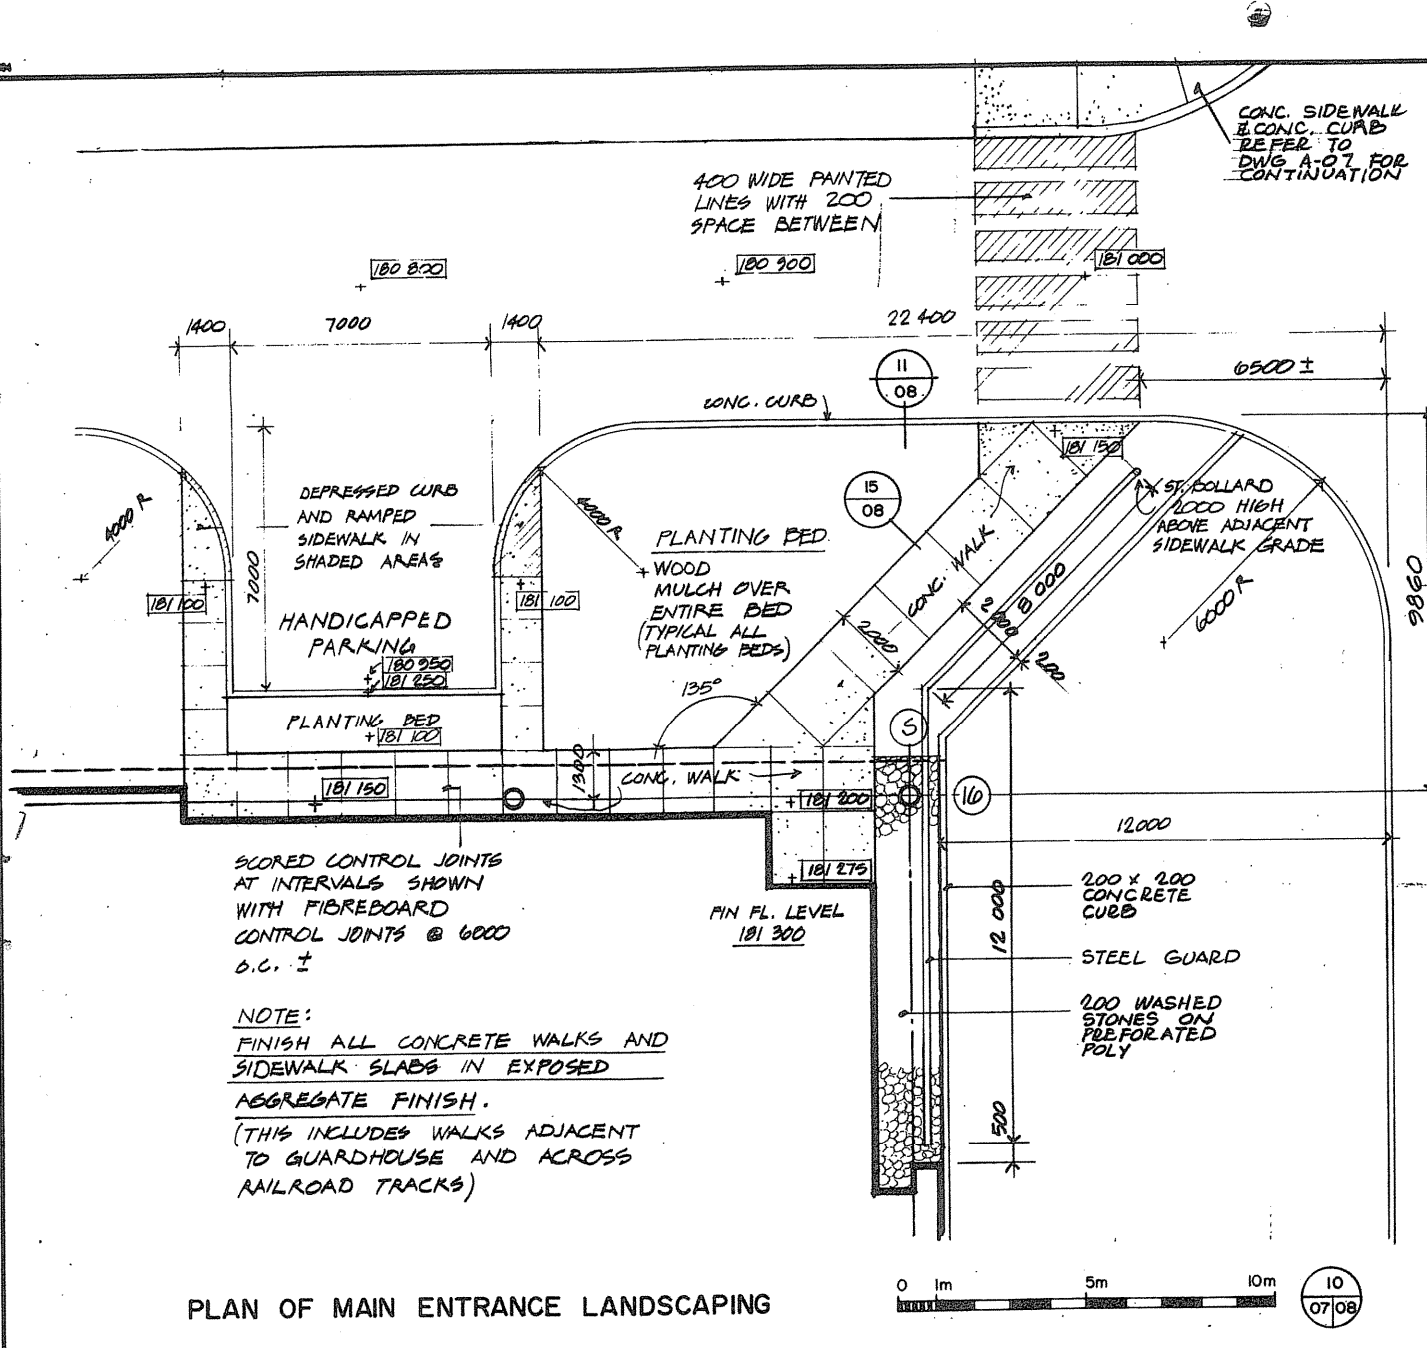 CONC. SIDEWALK
& CONC. CURB
REFER TO
DWG A-07 FOR
CONTINUATION
400 WIDE PAINTED
LINES WITH 200
SPACE BETWEEN
180 800
180 900
181 000
1400
7000
1400
22 400
6500 ±
11
08
CONC. CURB
181 150
15
08
ST. BOLLARD
2000 HIGH
ABOVE ADJACENT
SIDEWALK GRADE
4000 R
DEPRESSED CURB
AND RAMPED
SIDEWALK IN
SHADED AREAS
7000
4000 R
PLANTING BED
WOOD
MULCH OVER
ENTIRE BED
(TYPICAL ALL
PLANTING BEDS)
CONC. WALK
8 000
2000
2000
200
6000 R
9860
181 100
181 100
HANDICAPPED
PARKING
180 950
181 250
135°
PLANTING BED
181 100
S
181 150
1300
CONC. WALK
181 200
16
12000
181 275
SCORED CONTROL JOINTS
AT INTERVALS SHOWN
WITH FIBREBOARD
CONTROL JOINTS @ 6000
O.C. ±
FIN FL. LEVEL
181 300
12 000
200 x 200
CONCRETE
CURB
STEEL GUARD
200 WASHED
STONES ON
PREFORATED
POLY
500
NOTE:
FINISH ALL CONCRETE WALKS AND
SIDEWALK SLABS IN EXPOSED
AGGREGATE FINISH.
(THIS INCLUDES WALKS ADJACENT
TO GUARDHOUSE AND ACROSS
RAILROAD TRACKS)
PLAN OF MAIN ENTRANCE LANDSCAPING
0 1m 5m 10m
10
07 08